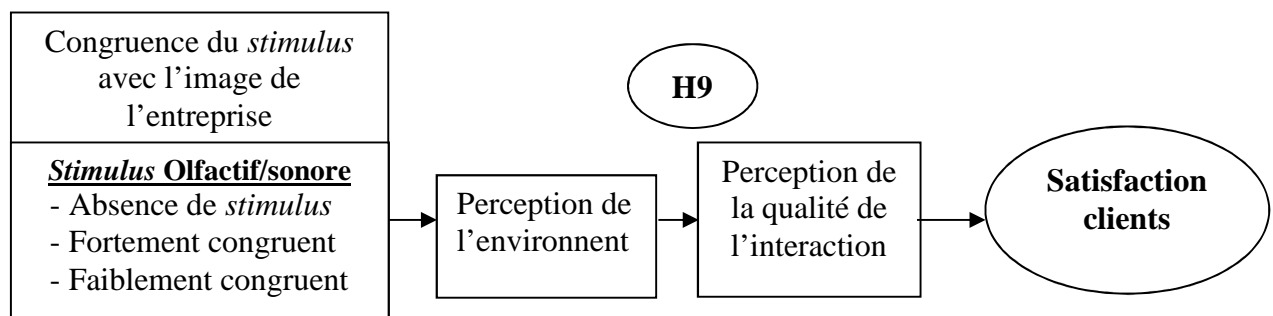 Congruence du stimulus
avec l’image de
l’entreprise
Stimulus Olfactif/sonore
- Absence de stimulus
- Fortement congruent
- Faiblement congruent
Perception de
l’environnent
H9
Perception de
la qualité de
l’interaction
Satisfaction
clients